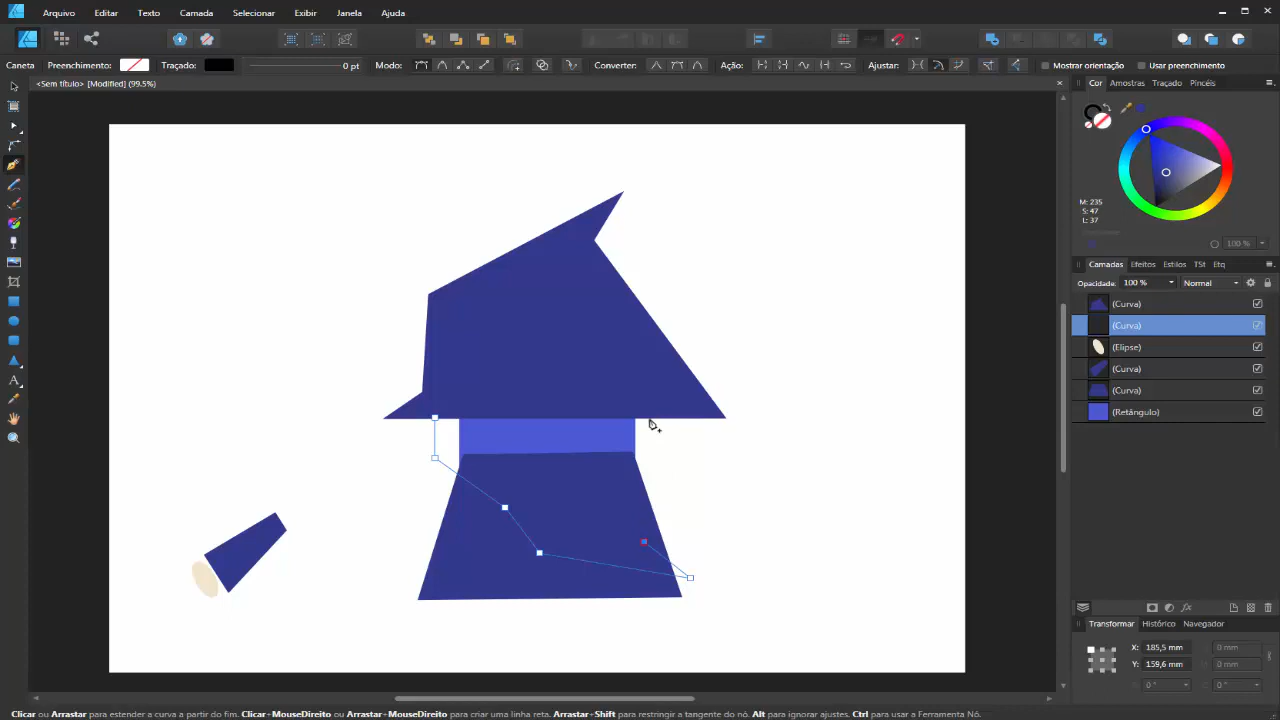 Arquivo Editar Texto Camada Selecionar Exibir Janela Ajuda
Caneta Preenchimento: Traçado: 0 pt Modo: Converter: Ação: Ajustar: Mostrar orientação Usar preenchimento
<Sem título> [Modified] (99.5%)
Cor Amostras Traçado Pincéis
M: 235
S: 47
L: 37
100 %
Camadas Efeitos Estilos TSt Etq
Opacidade: 100 % Normal
(Curva)
(Curva)
(Elipse)
(Curva)
(Curva)
(Retângulo)
Transformar Histórico Navegador
X: 185,5 mm 0 mm
Y: 159,6 mm 0 mm
0 ° 0 °
Clicar ou Arrastar para estender a curva a partir do fim. Clicar+MouseDireito ou Arrastar+MouseDireito para criar uma linha reta. Arrastar+Shift para restringir a tangente do nó. Alt para ignorar ajustes. Ctrl para usar a Ferramenta Nó.